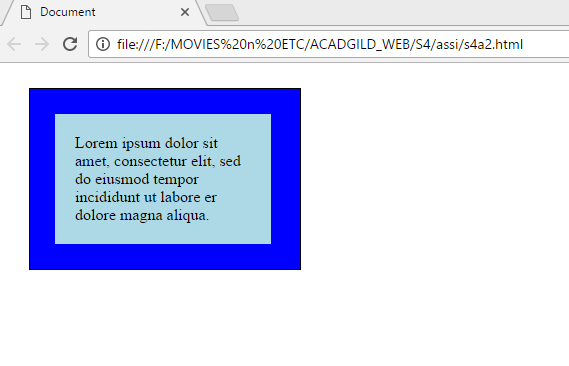 Document
file:///F:/MOVIES%20n%20ETC/ACADGILD_WEB/S4/assi/s4a2.html
Lorem ipsum dolor sit
amet, consectetur elit, sed
do eiusmod tempor
incididunt ut labore er
dolore magna aliqua.